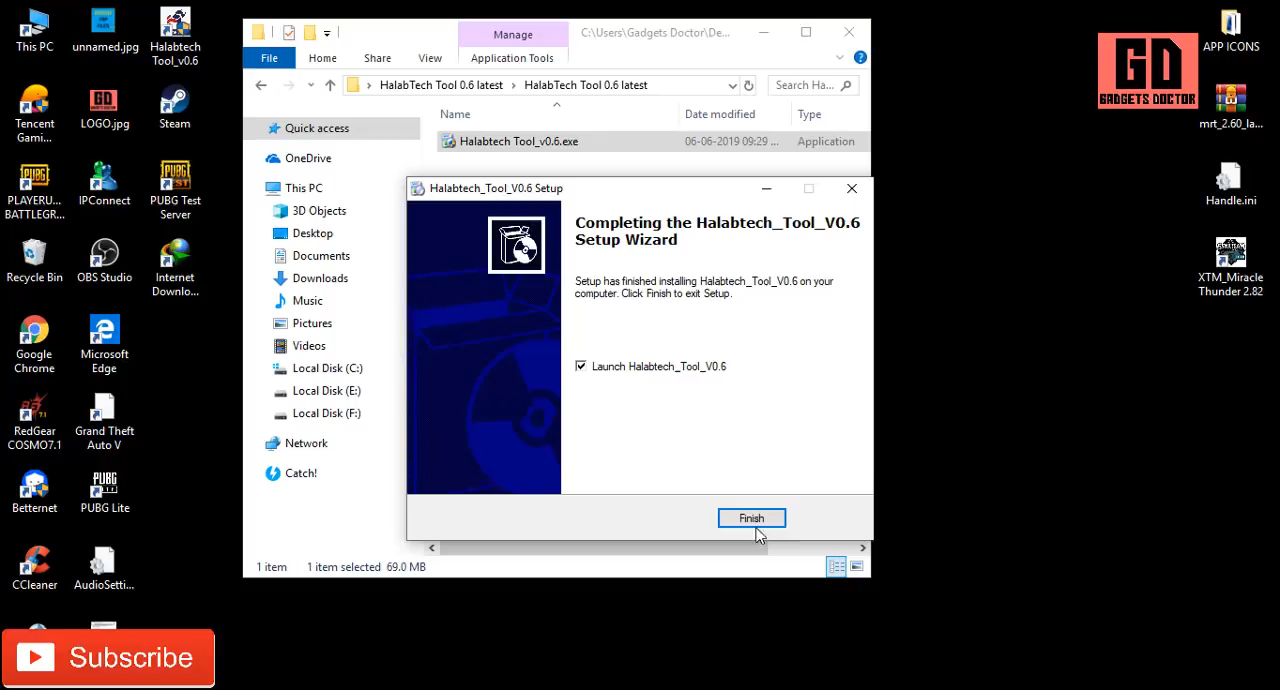 This PC
unnamed.jpg
Halabtech
Tool_v0.6
Tencent
Gami...
GD
LOGO.jpg
Steam
PLAYERU...
BATTLEGR...
IPConnect
PUBG
TEST
PUBG Test
Server
Recycle Bin
OBS Studio
Internet
Downlo...
Google
Chrome
Microsoft
Edge
RedGear
COSMO7.1
Grand Theft
Auto V
Betternet
PUBG
PUBG Lite
CCleaner
AudioSetti...
Subscribe
Manage
C:\Users\Gadgets Doctor\De...
File
Home
Share
View
Application Tools
HalabTech Tool 0.6 latest
HalabTech Tool 0.6 latest
Search Ha...
Name
Date modified
Type
Halabtech Tool_v0.6.exe
06-06-2019 09:29 ...
Application
Quick access
OneDrive
This PC
3D Objects
Desktop
Documents
Downloads
Music
Pictures
Videos
Local Disk (C:)
Local Disk (E:)
Local Disk (F:)
Network
Catch!
1 item
1 item selected
69.0 MB
Halabtech_Tool_V0.6 Setup
Completing the Halabtech_Tool_V0.6
Setup Wizard
Setup has finished installing Halabtech_Tool_V0.6 on your
computer. Click Finish to exit Setup.
Launch Halabtech_Tool_V0.6
Finish
GD
GADGETS DOCTOR
APP ICONS
mrt_2.60_la...
Handle.ini
XTM_Miracle
Thunder 2.82